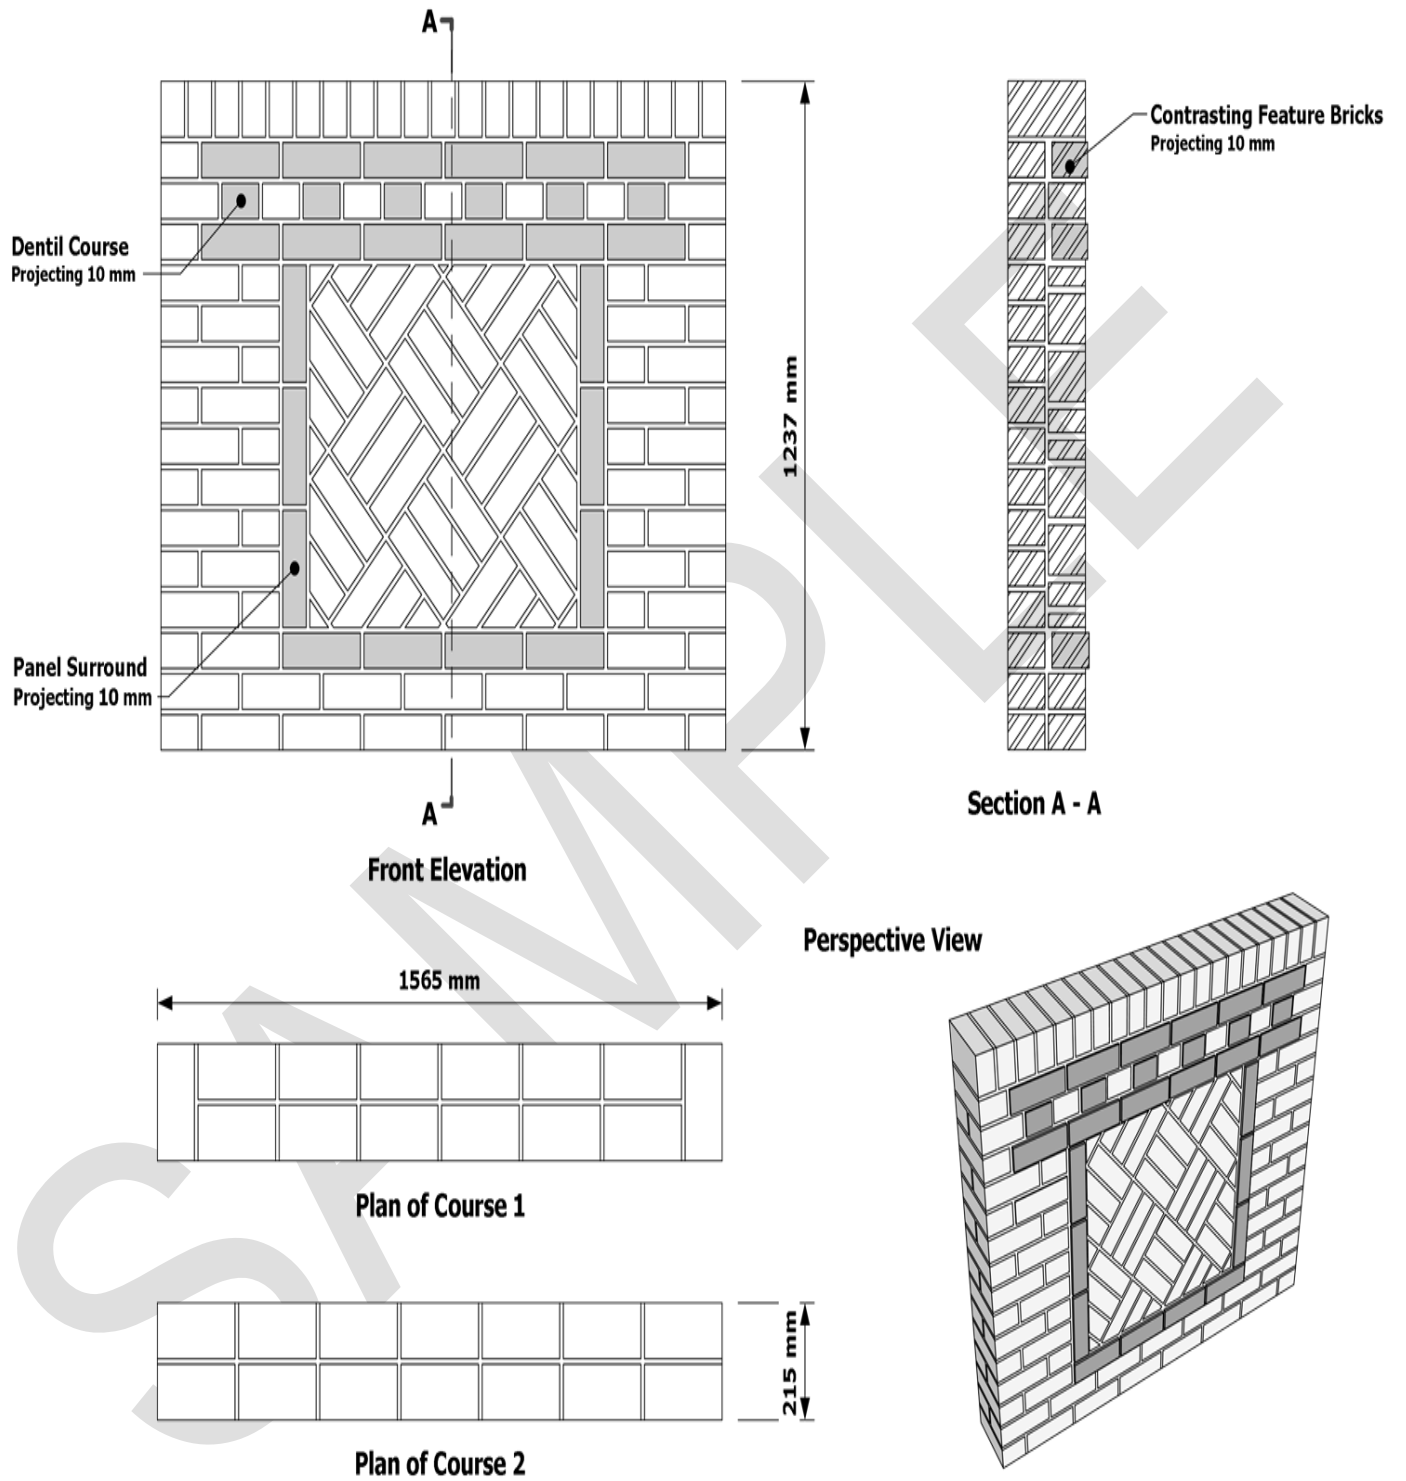 A
Contrasting Feature Bricks
Projecting 10 mm
Dentil Course
Projecting 10 mm
1237 mm
Panel Surround
Projecting 10 mm
Section A - A
A
Front Elevation
Perspective View
1565 mm
Plan of Course 1
215 mm
Plan of Course 2
SAMPLE